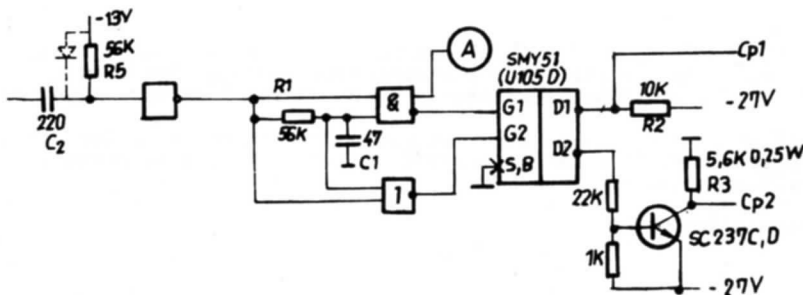 -13V
56K
R5
220
C2
R1
56K
47
C1
&
1
A
SMY51
(U105 D)
G1
G2
S,B
D1
D2
Cp1
10K
R2
-27V
5,6K 0,25W
R3
22K
Cp2
SC237C,D
1K
-27V